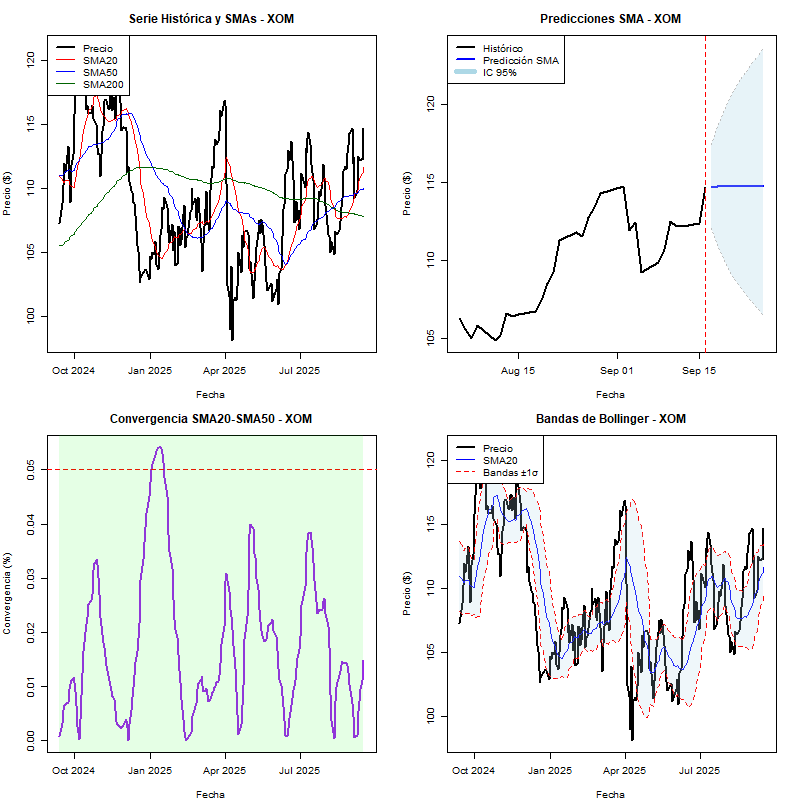 Serie Histórica y SMAs - XOM
Precio
SMA20
SMA50
SMA200
Precio ($)
120
115
110
105
100
Oct 2024
Jan 2025
Apr 2025
Jul 2025
Fecha
Predicciones SMA - XOM
Histórico
Predicción SMA
IC 95%
Precio ($)
120
115
110
105
Aug 15
Sep 01
Sep 15
Fecha
Convergencia SMA20-SMA50 - XOM
Convergencia (%)
0.05
0.04
0.03
0.02
0.01
0.00
Oct 2024
Jan 2025
Apr 2025
Jul 2025
Fecha
Bandas de Bollinger - XOM
Precio
SMA20
Bandas ±1σ
Precio ($)
120
115
110
105
100
Oct 2024
Jan 2025
Apr 2025
Jul 2025
Fecha